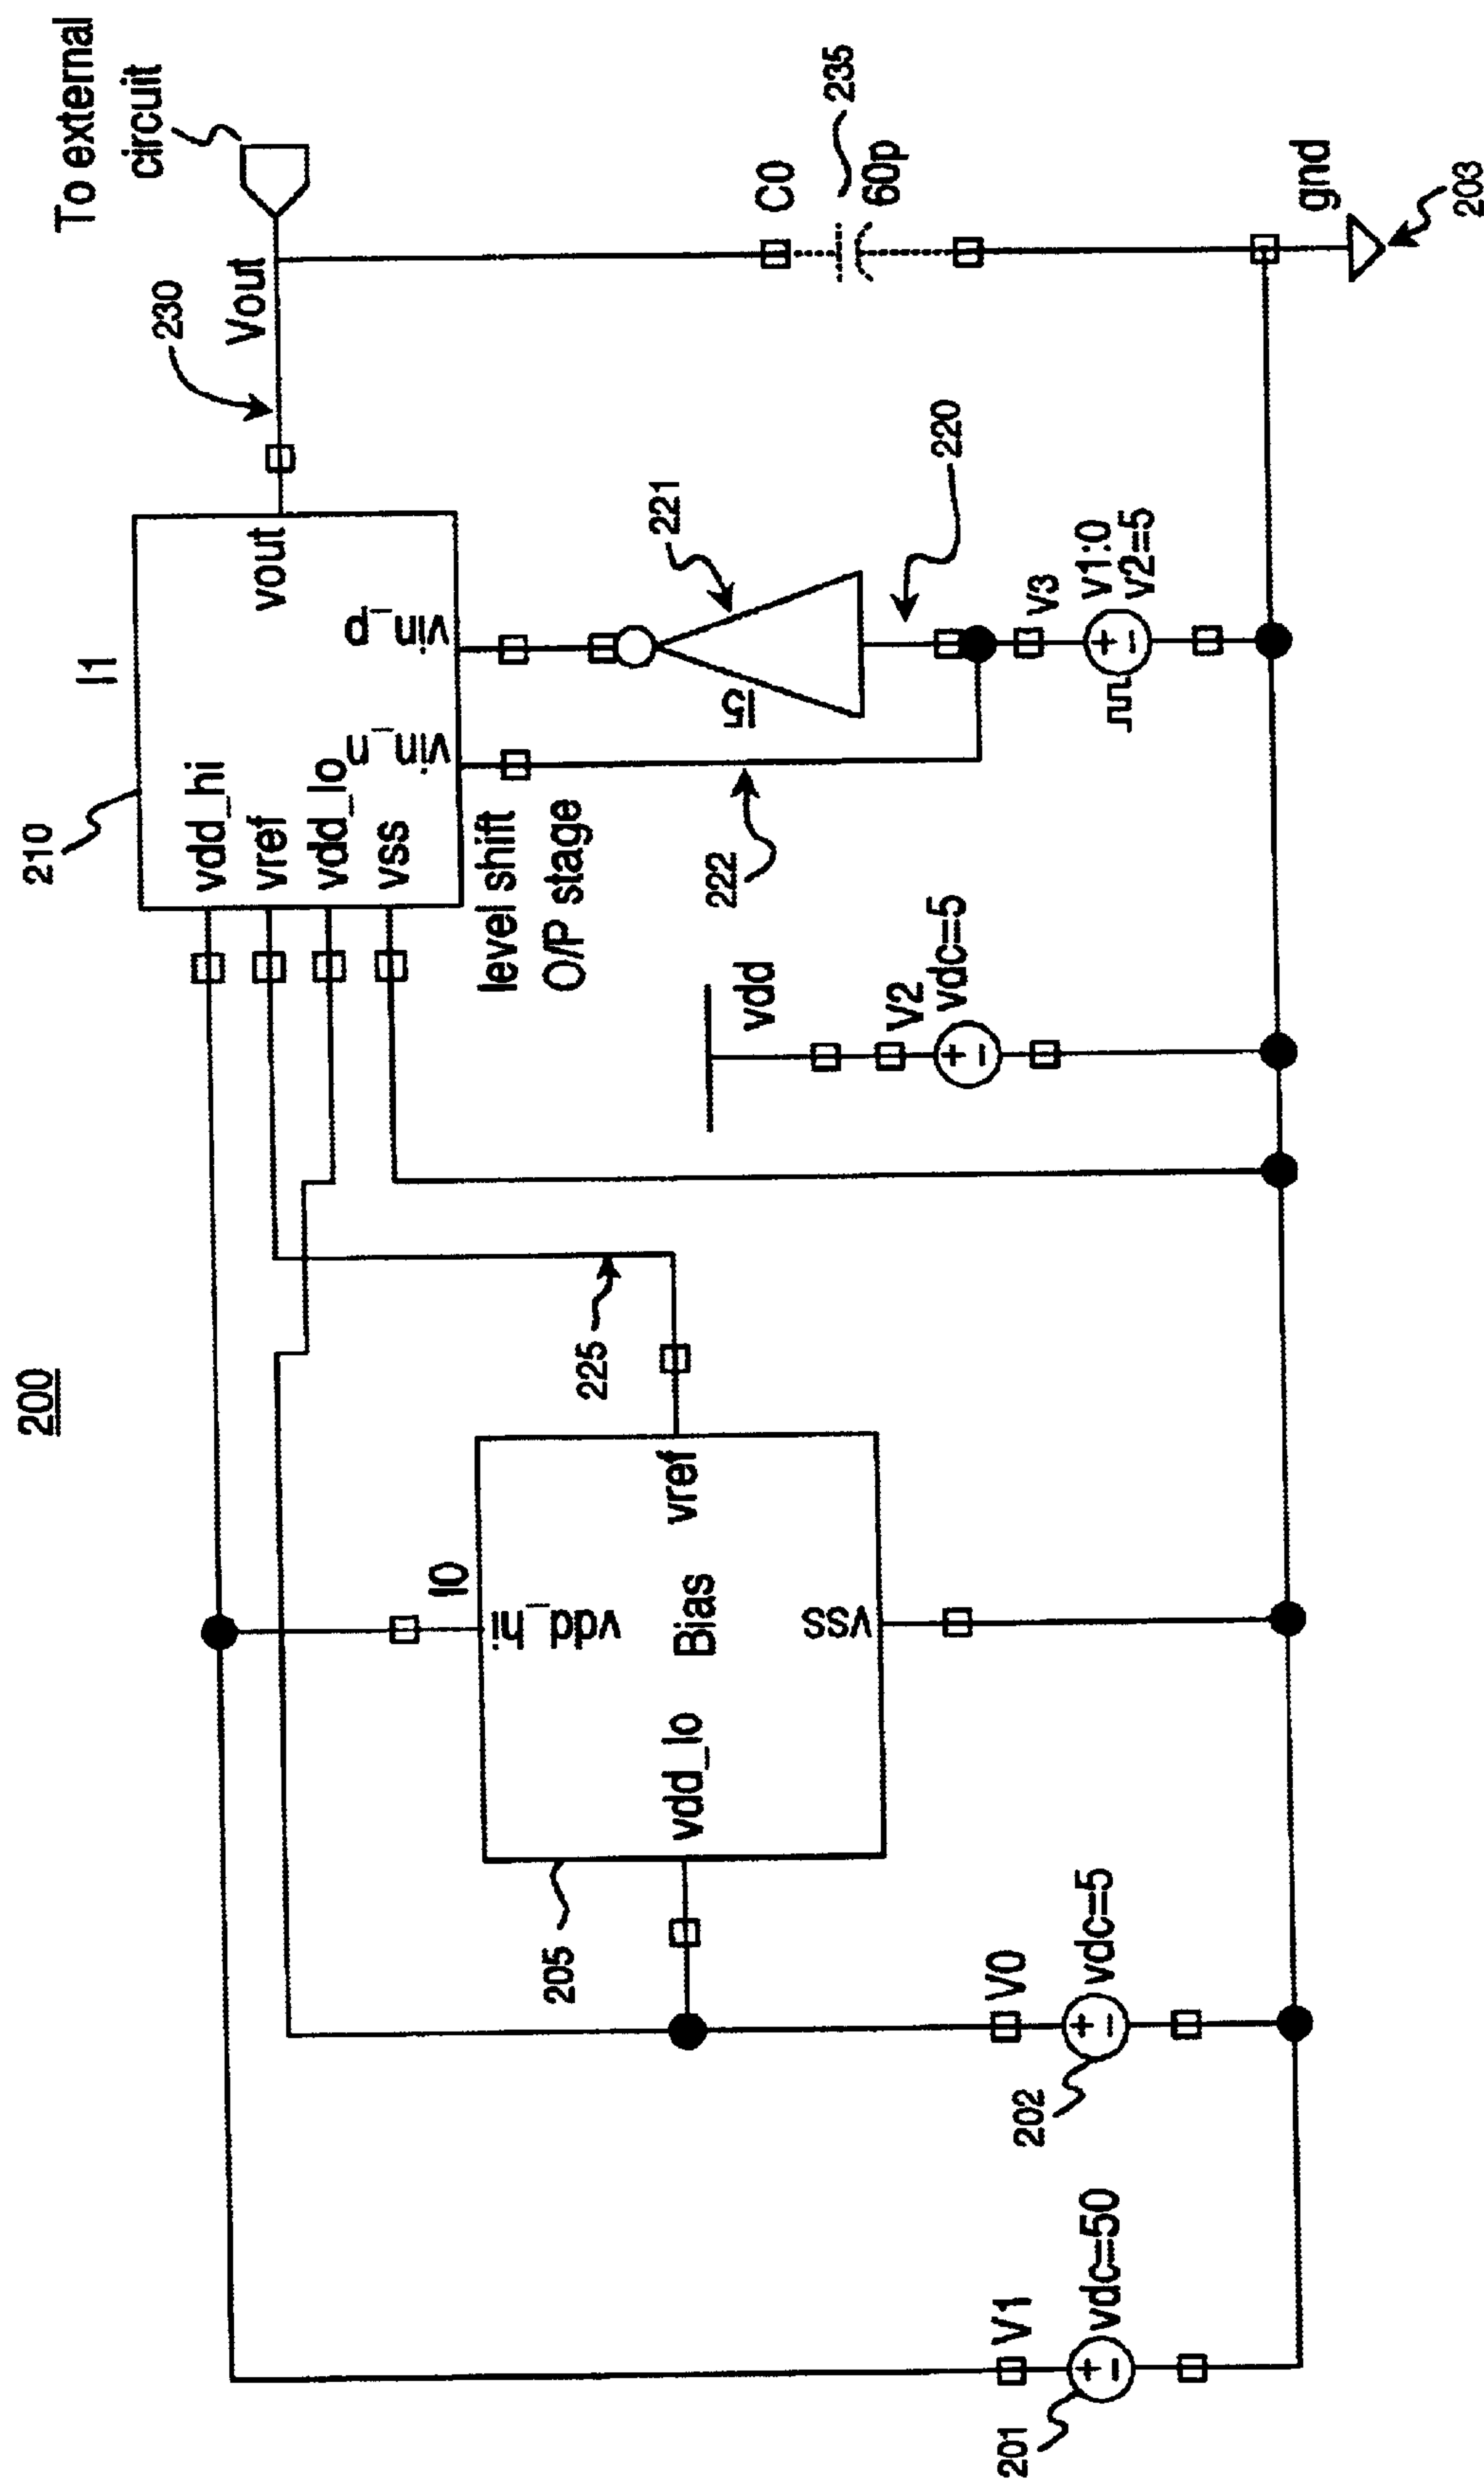 200
To external
circuit
210
I1
vdd_hi
vref
vdd_lo
vss
vin_n
vin_p
vout
level shift
O/P stage
230
Vout
225
I0
vdd_hi
vdd_lo
Bias
vref
vss
205
221
I5
222
220
vdd
V2
vdc=5
V3
v1:0
v2=5
C0
235
60p
gnd
203
V0
vdc=5
202
V1
vdc=50
201